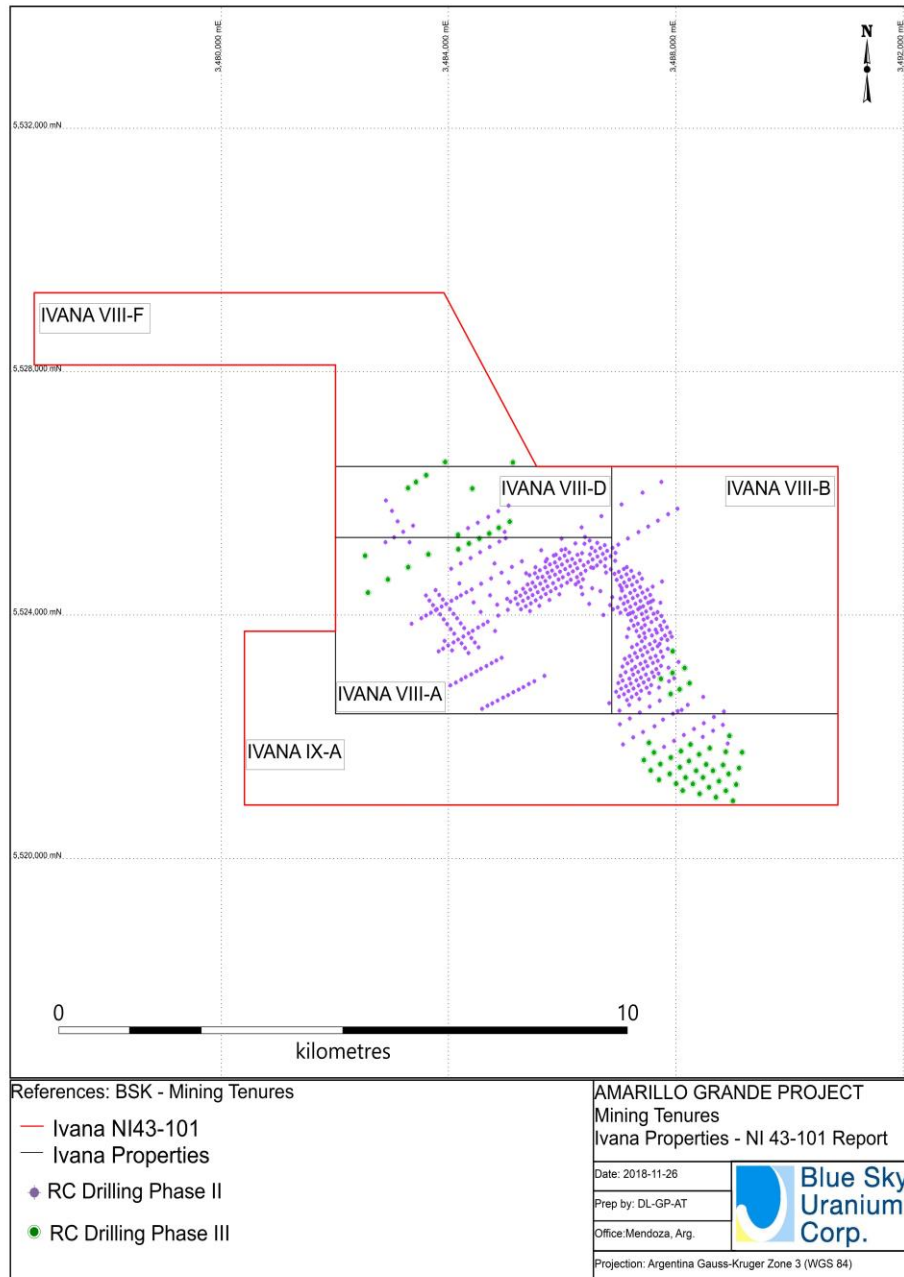 3,480,000 mE
3,484,000 mE
3,488,000 mE
3,492,000 mE
N
5,532,000 mN
IVANA VIII-F
5,528,000 mN
IVANA VIII-D
IVANA VIII-B
5,524,000 mN
IVANA VIII-A
IVANA IX-A
5,520,000 mN
0
10
kilometres
References: BSK - Mining Tenures
Ivana NI43-101
Ivana Properties
RC Drilling Phase II
RC Drilling Phase III
AMARILLO GRANDE PROJECT
Mining Tenures
Ivana Properties - NI 43-101 Report
Date: 2018-11-26
Prep by: DL-GP-AT
Office:Mendoza, Arg.
Blue Sky
Uranium
Corp.
Projection: Argentina Gauss-Kruger Zone 3 (WGS 84)